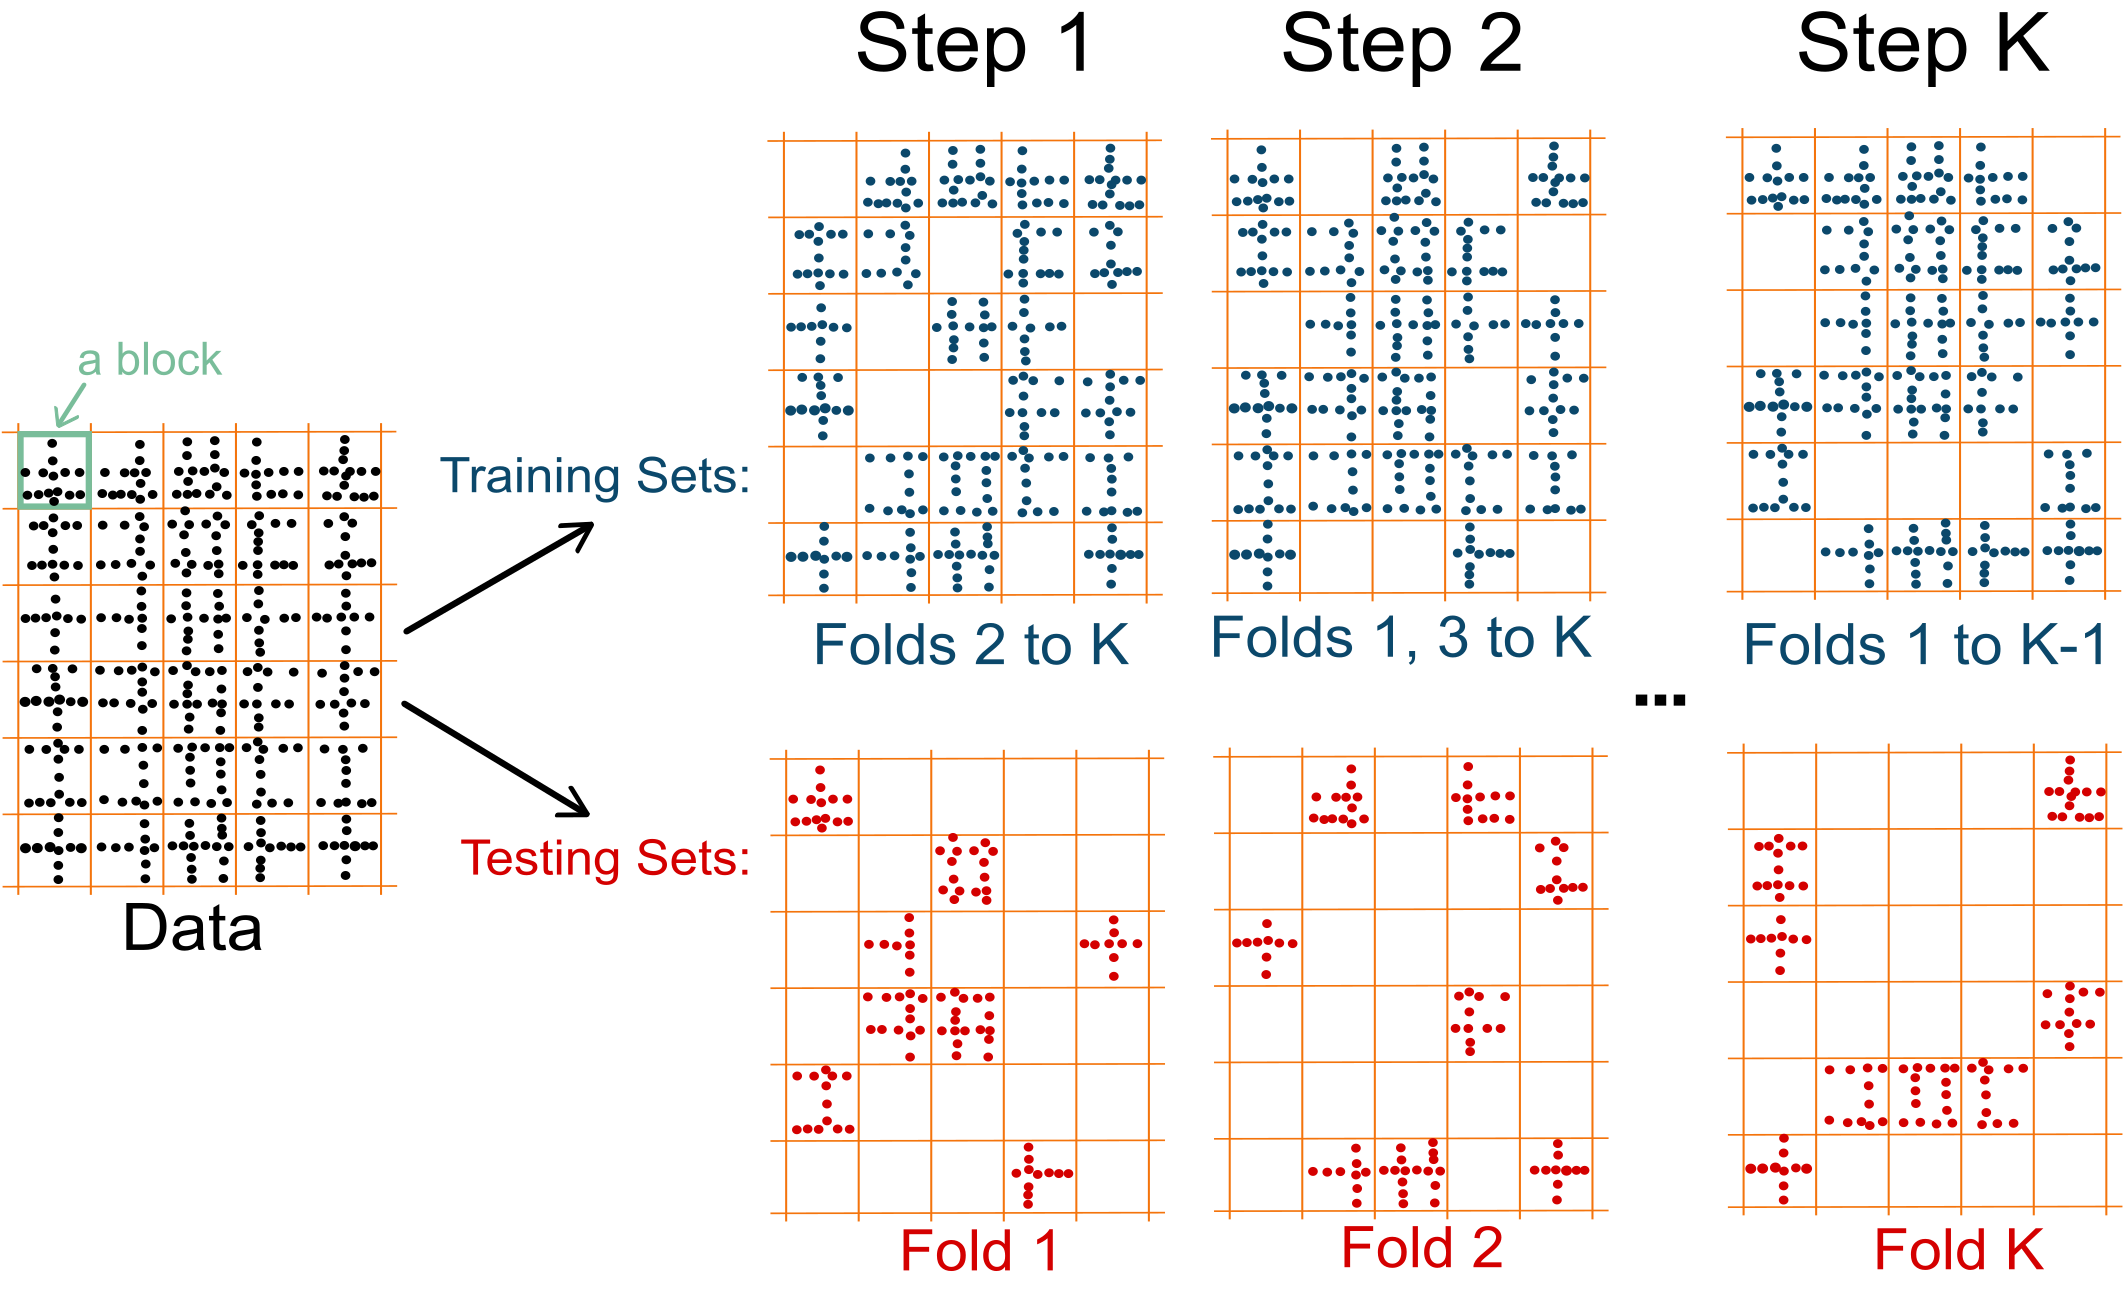 Step 1
Step 2
Step K
a block
Training Sets:
Folds 2 to K
Folds 1, 3 to K
Folds 1 to K-1
...
Testing Sets:
Data
Fold 1
Fold 2
Fold K